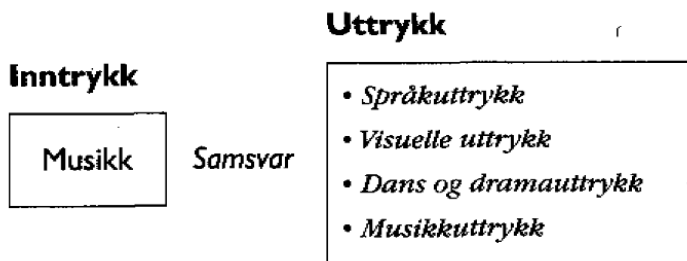 Uttrykk
Inntrykk
Musikk
Samsvar
• Språkuttrykk
• Visuelle uttrykk
• Dans og dramauttrykk
• Musikkuttrykk